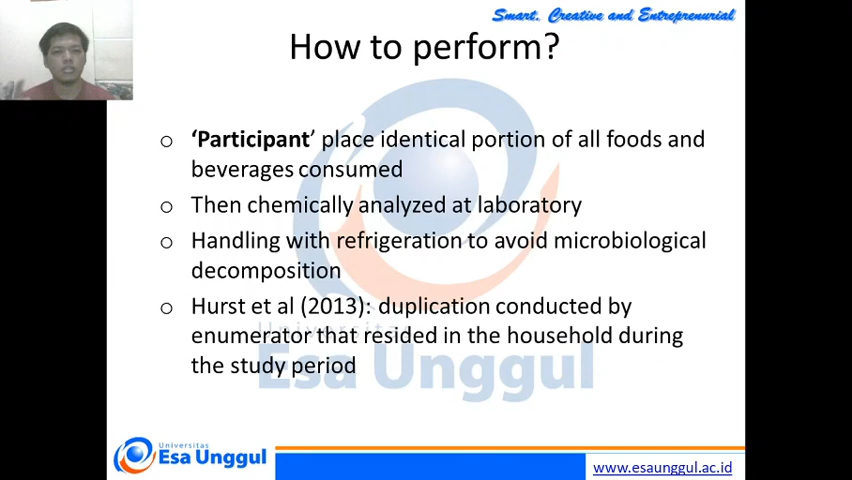 Smart, Creative and Entreprenurial
How to perform?
o ‘Participant’ place identical portion of all foods and
beverages consumed
o Then chemically analyzed at laboratory
o Handling with refrigeration to avoid microbiological
decomposition
o Hurst et al (2013): duplication conducted by
enumerator that resided in the household during
the study period
Universitas
Esa Unggul
Universitas
Esa Unggul
www.esaunggul.ac.id